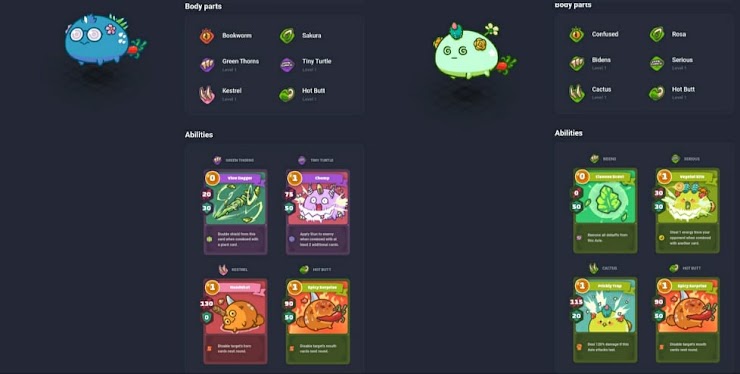 Body parts
Bookworm
Sakura
Green Thorns
Level 1
Tiny Turtle
Level 1
Kestrel
Level 1
Hot Butt
Level 1
Abilities
GREEN THORNS
TINY TURTLE
0
Vine Dagger
20
30
Double shield from this
card when comboed with
a plant card.
1
Chomp
75
50
Apply Stun to enemy
when comboed with at
least 2 additional cards.
KESTREL
HOT BUTT
1
130
0
Disable target's horn
cards next round.
1
Spicy Surprise
90
50
Disable target's mouth
cards next round.
Body parts
Confused
Rosa
Bidens
Level 1
Serious
Level 1
Cactus
Level 1
Hot Butt
Level 1
Abilities
BIDENS
SERIOUS
0
Cleanse Scent
0
50
Remove all debuffs from
this Axie.
1
Vegetal Bite
30
30
Steal 1 energy from your
opponent when comboed
with another card.
CACTUS
HOT BUTT
1
Prickly Trap
115
20
Deal 120% damage if this
Axie attacks last.
1
Spicy Surprise
90
50
Disable target's mouth
cards next round.